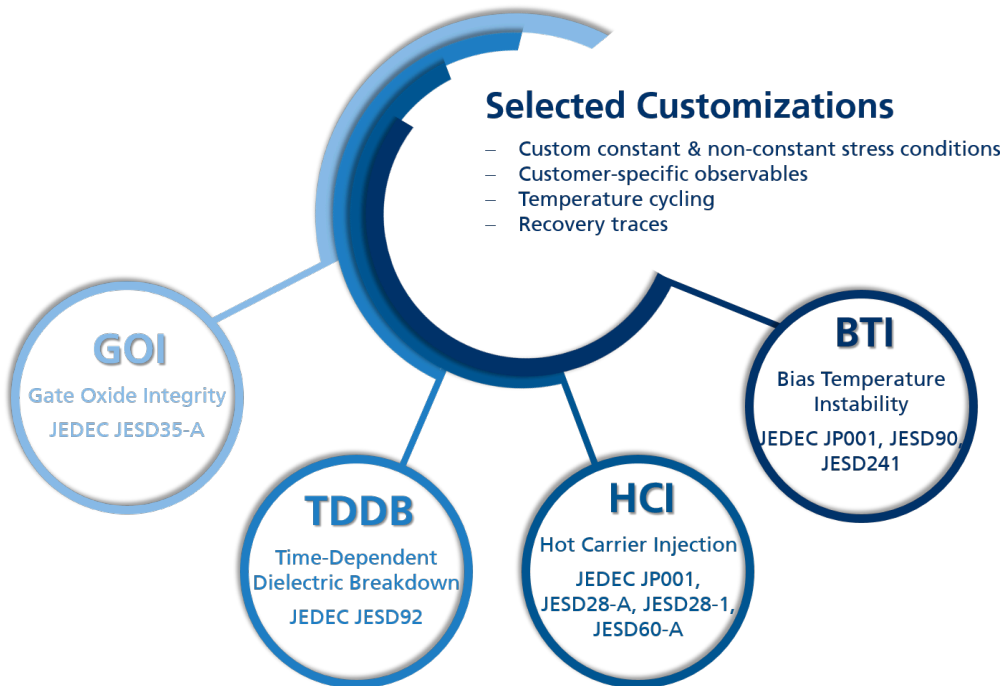 Selected Customizations
– Custom constant & non-constant stress conditions
– Customer-specific observables
– Temperature cycling
– Recovery traces
GOI
Gate Oxide Integrity
JEDEC JESD35-A
TDDB
Time-Dependent
Dielectric Breakdown
JEDEC JESD92
HCI
Hot Carrier Injection
JEDEC JP001,
JESD28-A, JESD28-1,
JESD60-A
BTI
Bias Temperature
Instability
JEDEC JP001, JESD90,
JESD241